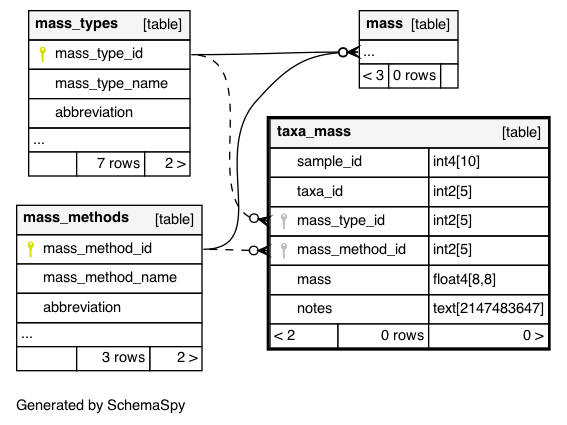 mass_types [table]
mass_type_id
mass_type_name
abbreviation
...
7 rows 2 >
mass [table]
...
< 3 0 rows
taxa_mass [table]
sample_id int4[10]
taxa_id int2[5]
mass_type_id int2[5]
mass_method_id int2[5]
mass float4[8,8]
notes text[2147483647]
< 2 0 rows 0 >
mass_methods [table]
mass_method_id
mass_method_name
abbreviation
...
3 rows 2 >
Generated by SchemaSpy